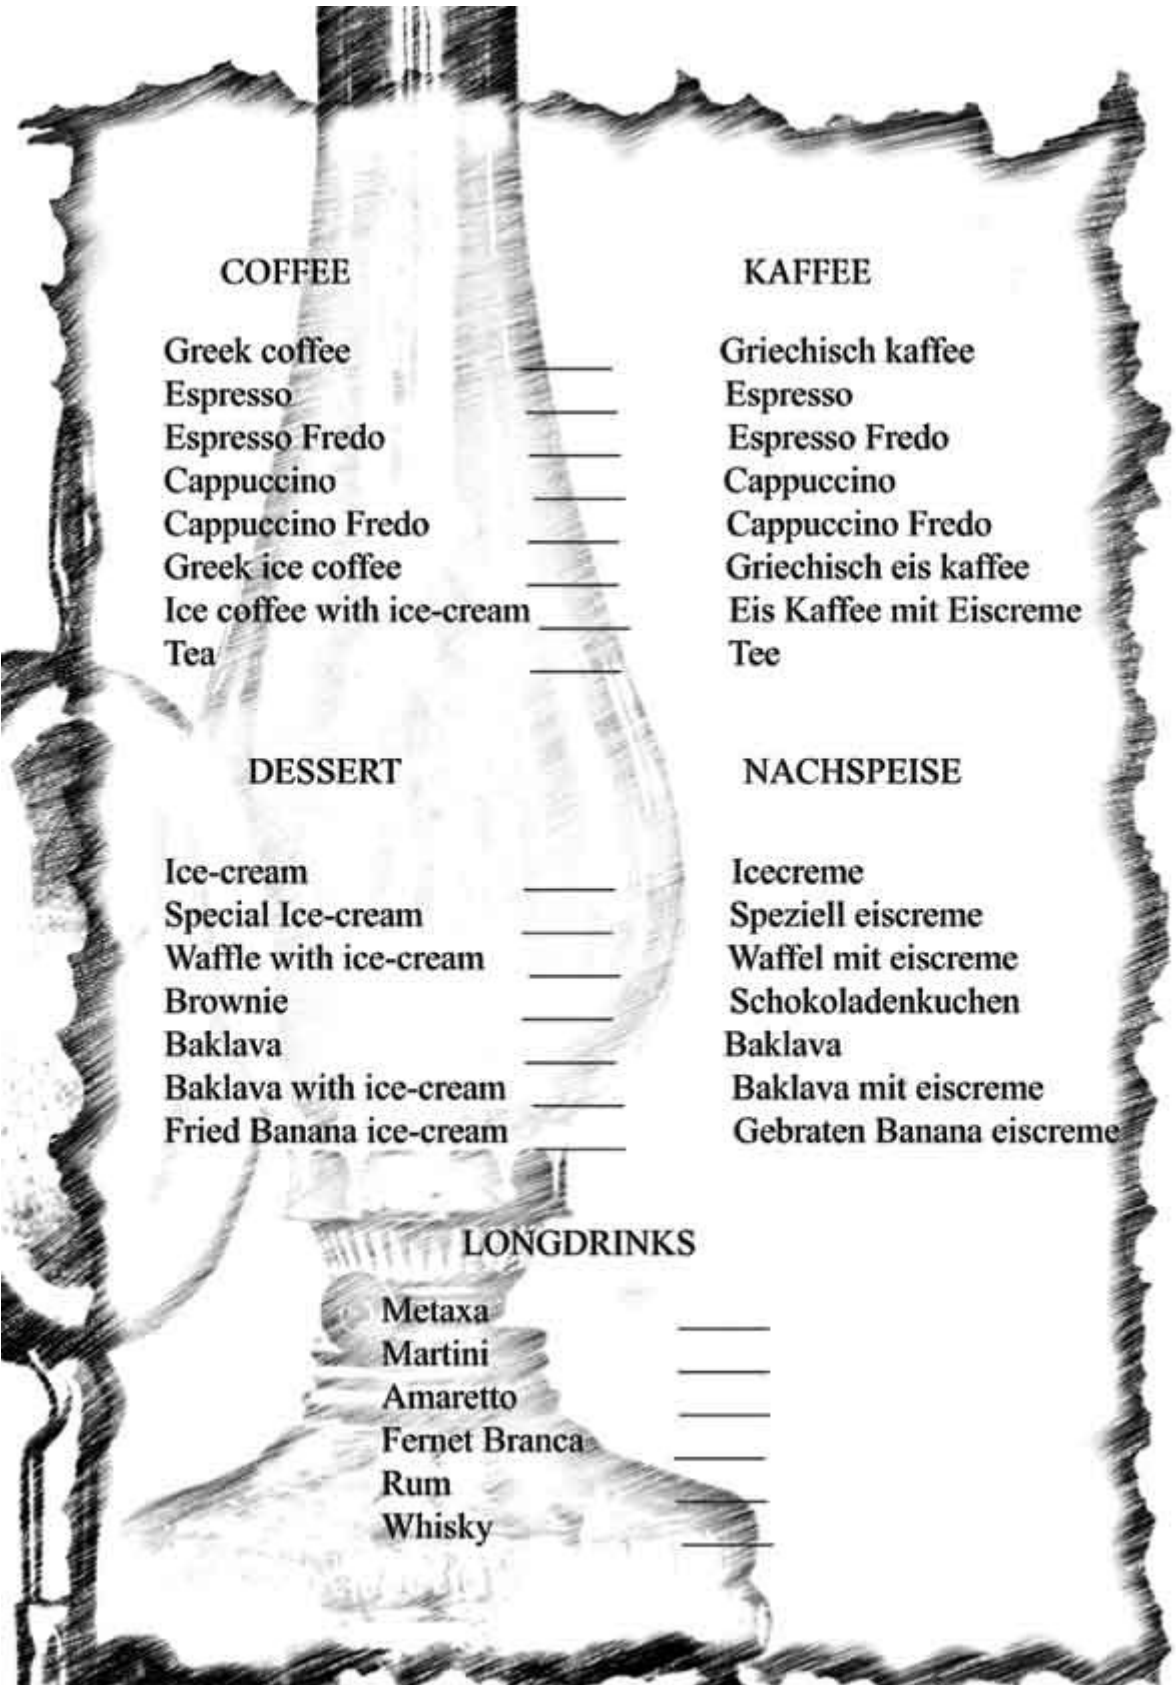 COFFEE
Greek coffee
Espresso
Espresso Fredo
Cappuccino
Cappuccino Fredo
Greek ice coffee
Ice coffee with ice-cream
Tea
KAFFEE
Griechisch kaffee
Espresso
Espresso Fredo
Cappuccino
Cappuccino Fredo
Griechisch eis kaffee
Eis Kaffee mit Eiscreme
Tee
DESSERT
Ice-cream
Special Ice-cream
Waffle with ice-cream
Brownie
Baklava
Baklava with ice-cream
Fried Banana ice-cream
NACHSPEISE
Icecreme
Speziell eiscreme
Waffel mit eiscreme
Schokoladenkuchen
Baklava
Baklava mit eiscreme
Gebraten Banana eiscreme
LONGDRINKS
Metaxa
Martini
Amaretto
Fernet Branca
Rum
Whisky